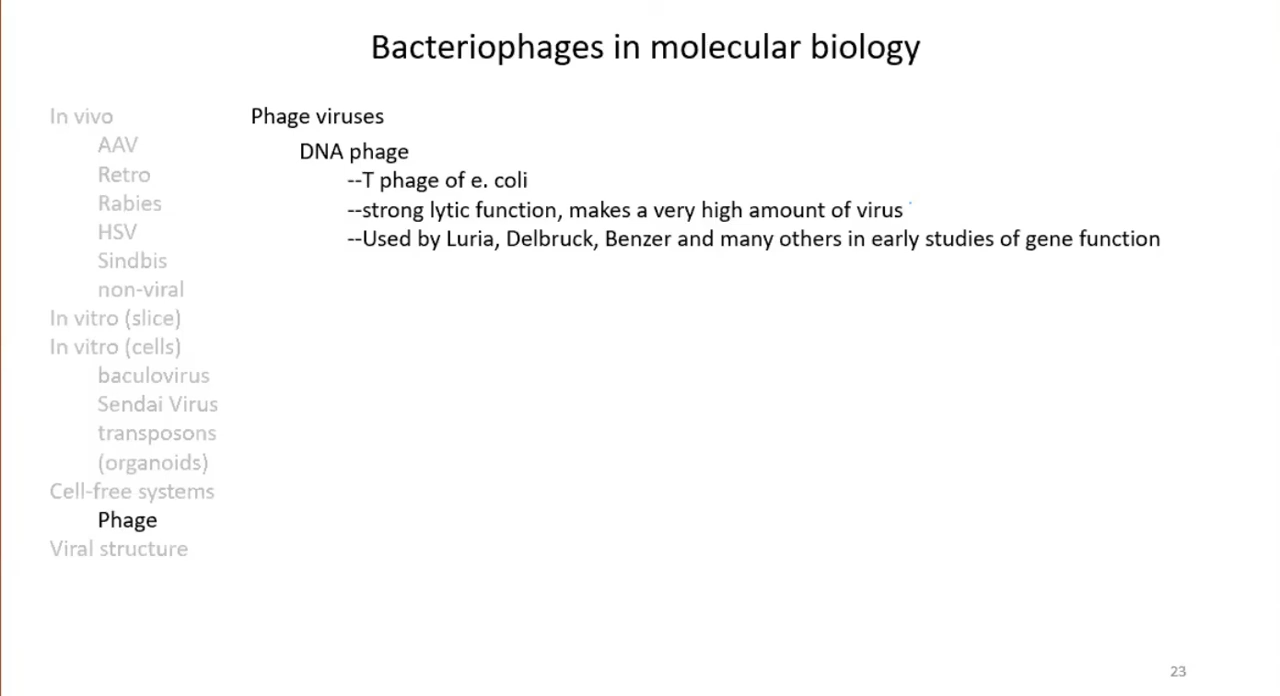 Bacteriophages in molecular biology
In vivo
AAV
Retro
Rabies
HSV
Sindbis
non-viral
In vitro (slice)
In vitro (cells)
baculovirus
Sendai Virus
transposons
(organoids)
Cell-free systems
Phage
Viral structure
Phage viruses
DNA phage
--T phage of e. coli
--strong lytic function, makes a very high amount of virus
--Used by Luria, Delbruck, Benzer and many others in early studies of gene function
23